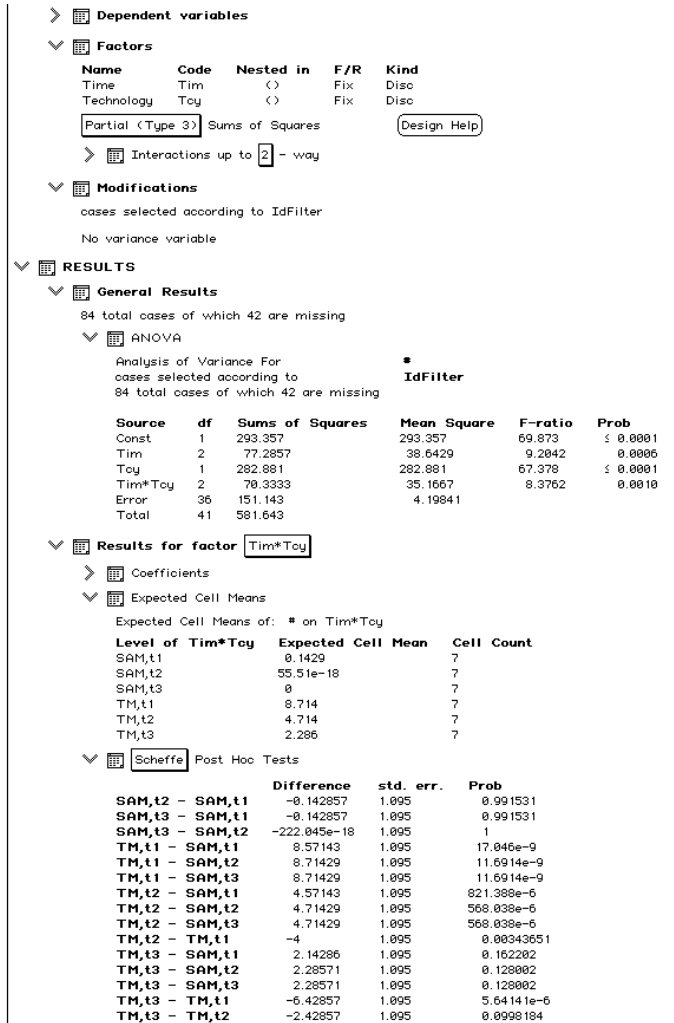 Dependent variables
Factors
Name Code Nested in F/R Kind
Time Tim () Fix Disc
Technology Tcy () Fix Disc
Partial (Type 3) Sums of Squares Design Help
Interactions up to 2 - way
Modifications
cases selected according to IdFilter
No variance variable
RESULTS
General Results
84 total cases of which 42 are missing
ANOVA
Analysis of Variance For #
cases selected according to IdFilter
84 total cases of which 42 are missing
Source df Sums of Squares Mean Square F-ratio Prob
Const 1 293.357 293.357 69.873 ≤ 0.0001
Tim 2 77.2857 38.6429 9.2042 0.0006
Tcy 1 282.881 282.881 67.378 ≤ 0.0001
Tim*Tcy 2 70.3333 35.1667 8.3762 0.0010
Error 36 151.143 4.19841
Total 41 581.643
Results for factor Tim*Tcy
Coefficients
Expected Cell Means
Expected Cell Means of: # on Tim*Tcy
Level of Tim*Tcy Expected Cell Mean Cell Count
SAM,t1 0.1429 7
SAM,t2 55.51e-18 7
SAM,t3 0 7
TM,t1 8.714 7
TM,t2 4.714 7
TM,t3 2.286 7
Scheffe Post Hoc Tests
Difference std. err. Prob
SAM,t2 - SAM,t1 -0.142857 1.095 0.991531
SAM,t3 - SAM,t1 -0.142857 1.095 0.991531
SAM,t3 - SAM,t2 -222.045e-18 1.095 1
TM,t1 - SAM,t1 8.57143 1.095 17.046e-9
TM,t1 - SAM,t2 8.71429 1.095 11.6914e-9
TM,t1 - SAM,t3 8.71429 1.095 11.6914e-9
TM,t2 - SAM,t1 4.57143 1.095 821.388e-6
TM,t2 - SAM,t2 4.71429 1.095 568.038e-6
TM,t2 - SAM,t3 4.71429 1.095 568.038e-6
TM,t2 - TM,t1 -4 1.095 0.00343651
TM,t3 - SAM,t1 2.14286 1.095 0.162202
TM,t3 - SAM,t2 2.28571 1.095 0.128002
TM,t3 - SAM,t3 2.28571 1.095 0.128002
TM,t3 - TM,t1 -6.42857 1.095 5.64141e-6
TM,t3 - TM,t2 -2.42857 1.095 0.0998184